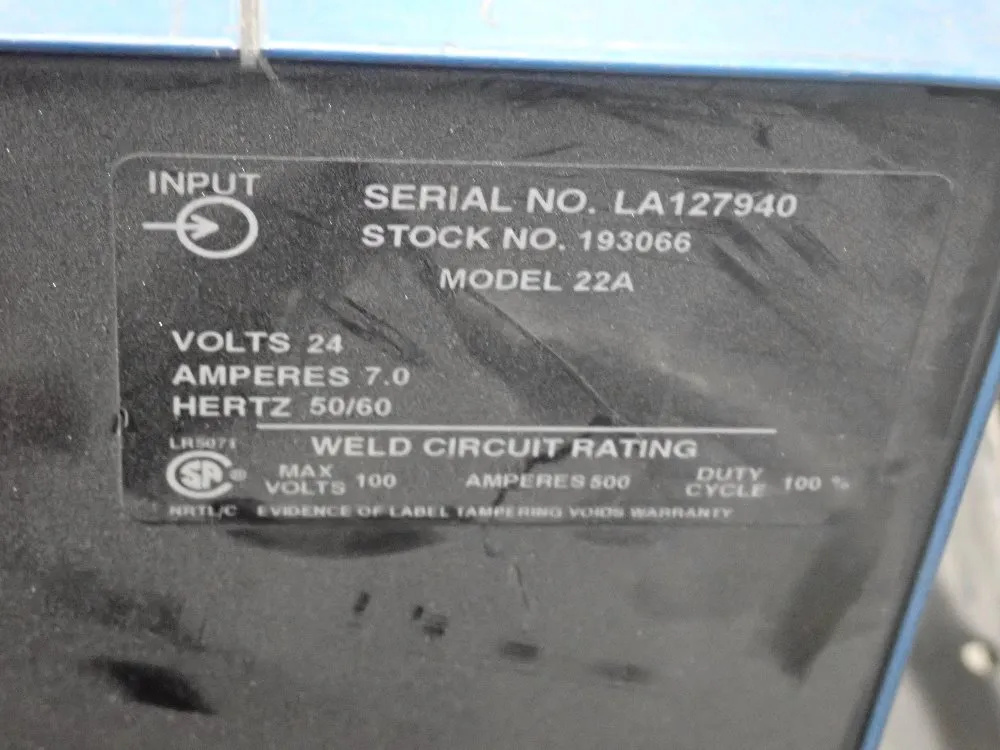 INPUT
SERIAL NO. LA127940
STOCK NO. 193066
MODEL 22A
VOLTS 24
AMPERES 7.0
HERTZ 50/60
LR5071
WELD CIRCUIT RATING
SA ®
MAX VOLTS 100 AMPERES 500 DUTY CYCLE 100 %
NRTL/C EVIDENCE OF LABEL TAMPERING VOIDS WARRANTY